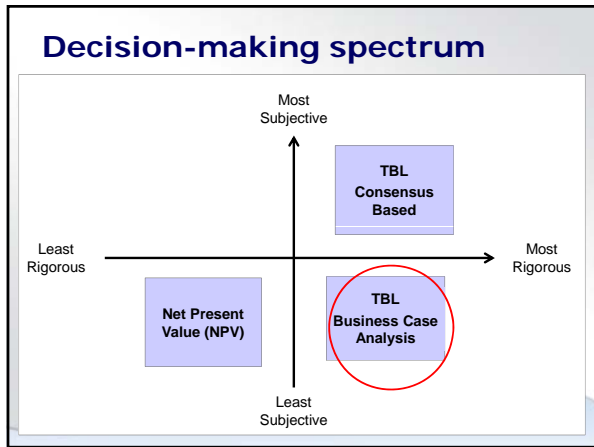 Decision-making spectrum
Most
Subjective
TBL
Consensus
Based
Least
Rigorous
Most
Rigorous
Net Present
Value (NPV)
TBL
Business Case
Analysis
Least
Subjective